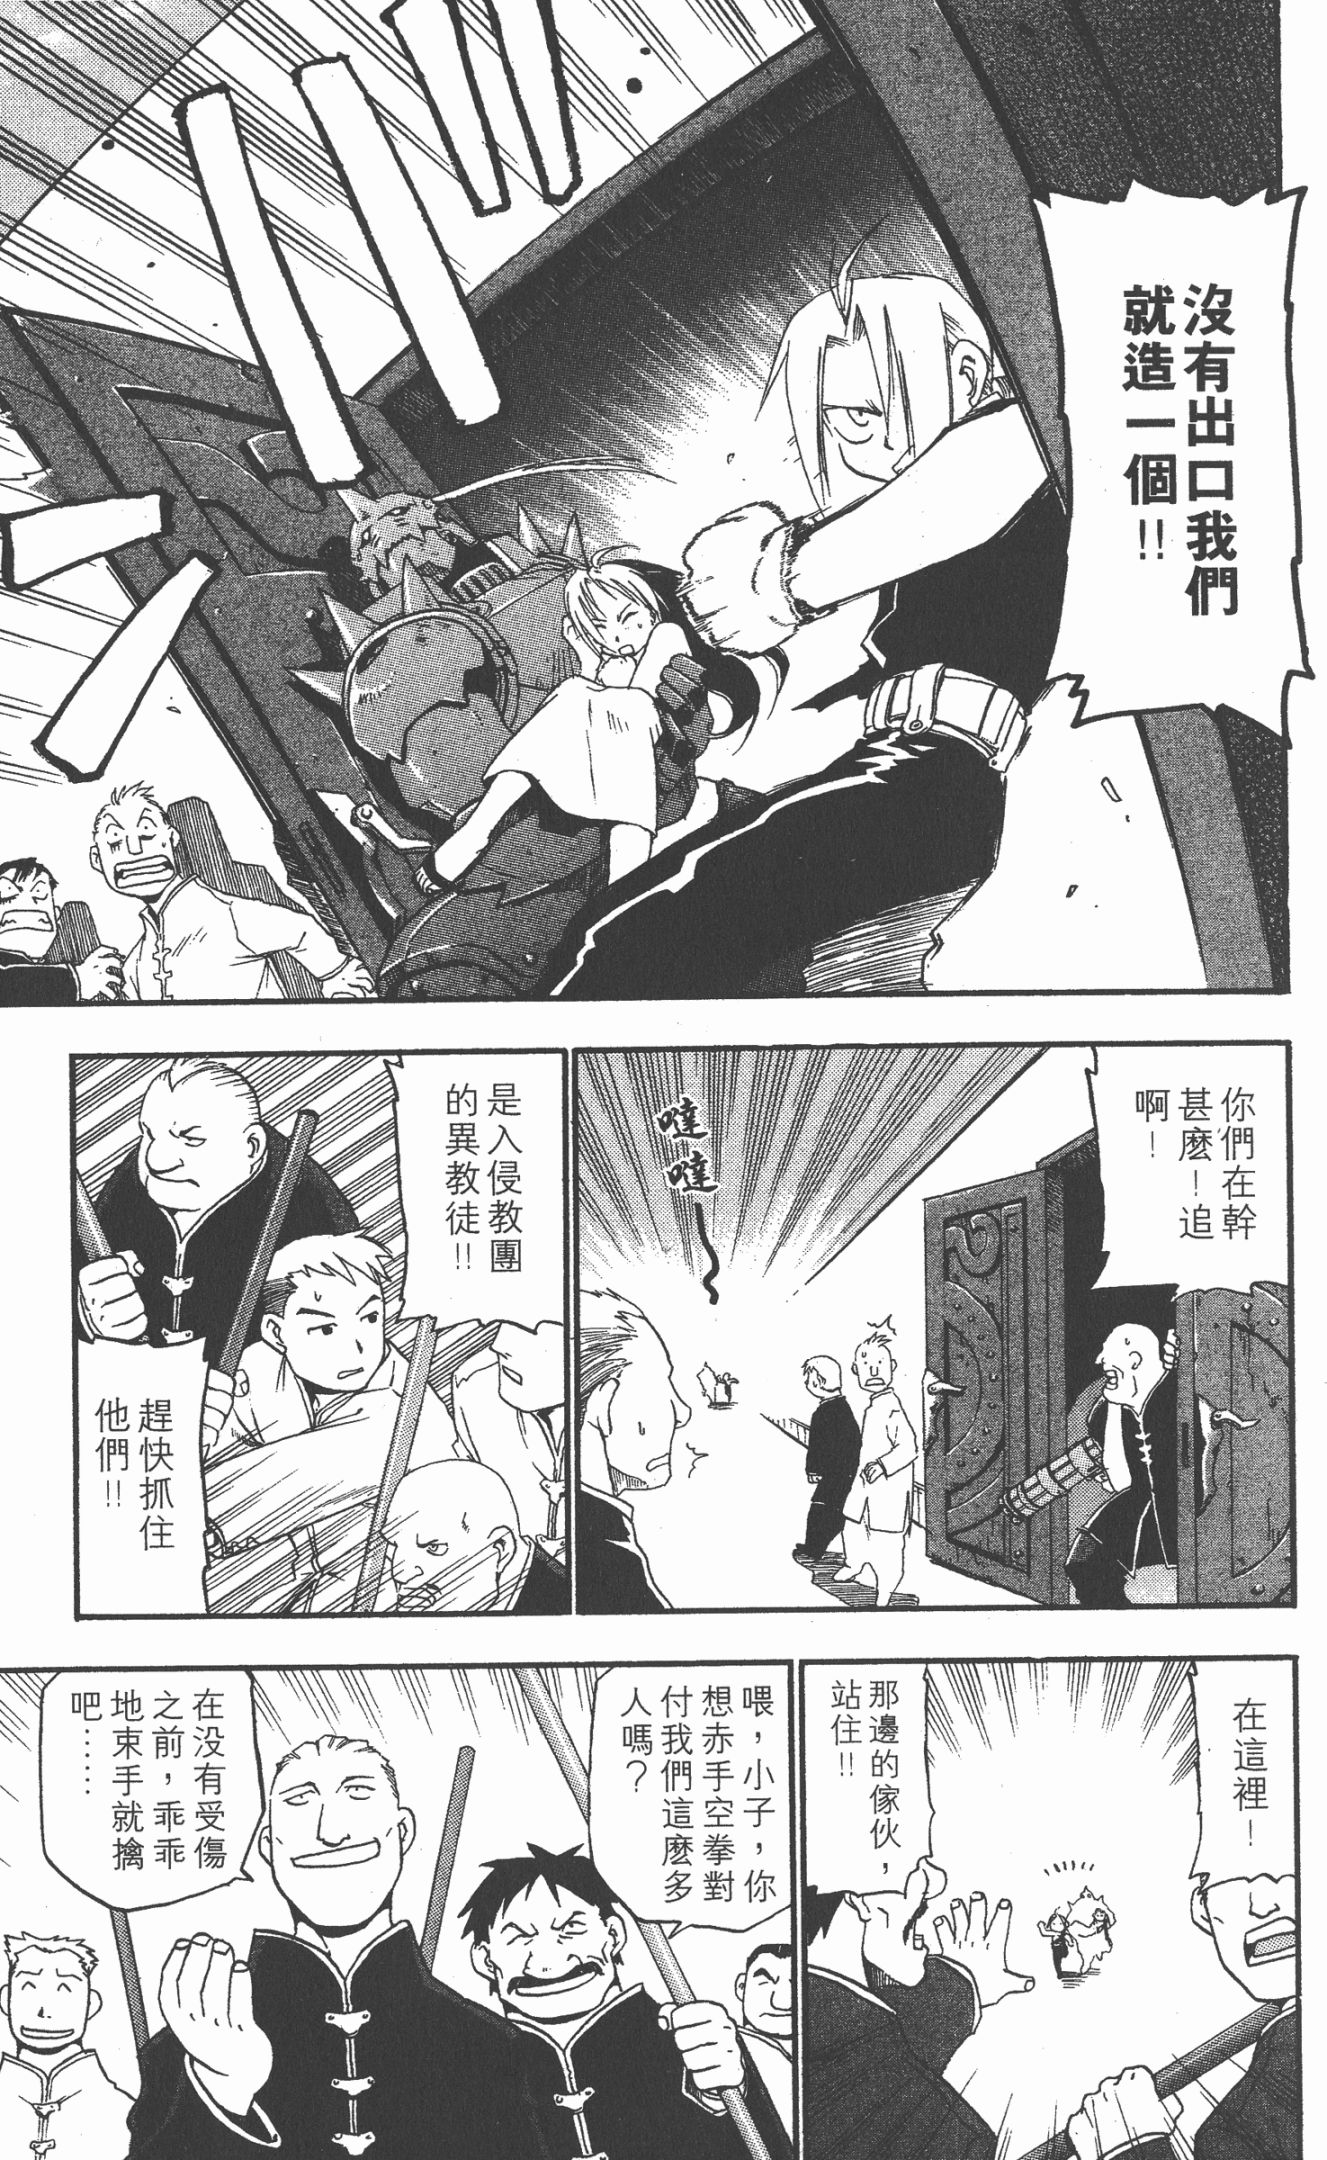 沒有出口我們
就造一個!!
你們在幹
甚麼！追
啊！
噠噠
是入侵教團
的異教徒!!
趕快抓住
他們!!
在這裡！
那邊的傢伙，
站住!!
喂，小子，你
想赤手空拳對
付我們這麼多
人嗎？
在没有受傷
之前，乖乖
地束手就擒
吧……